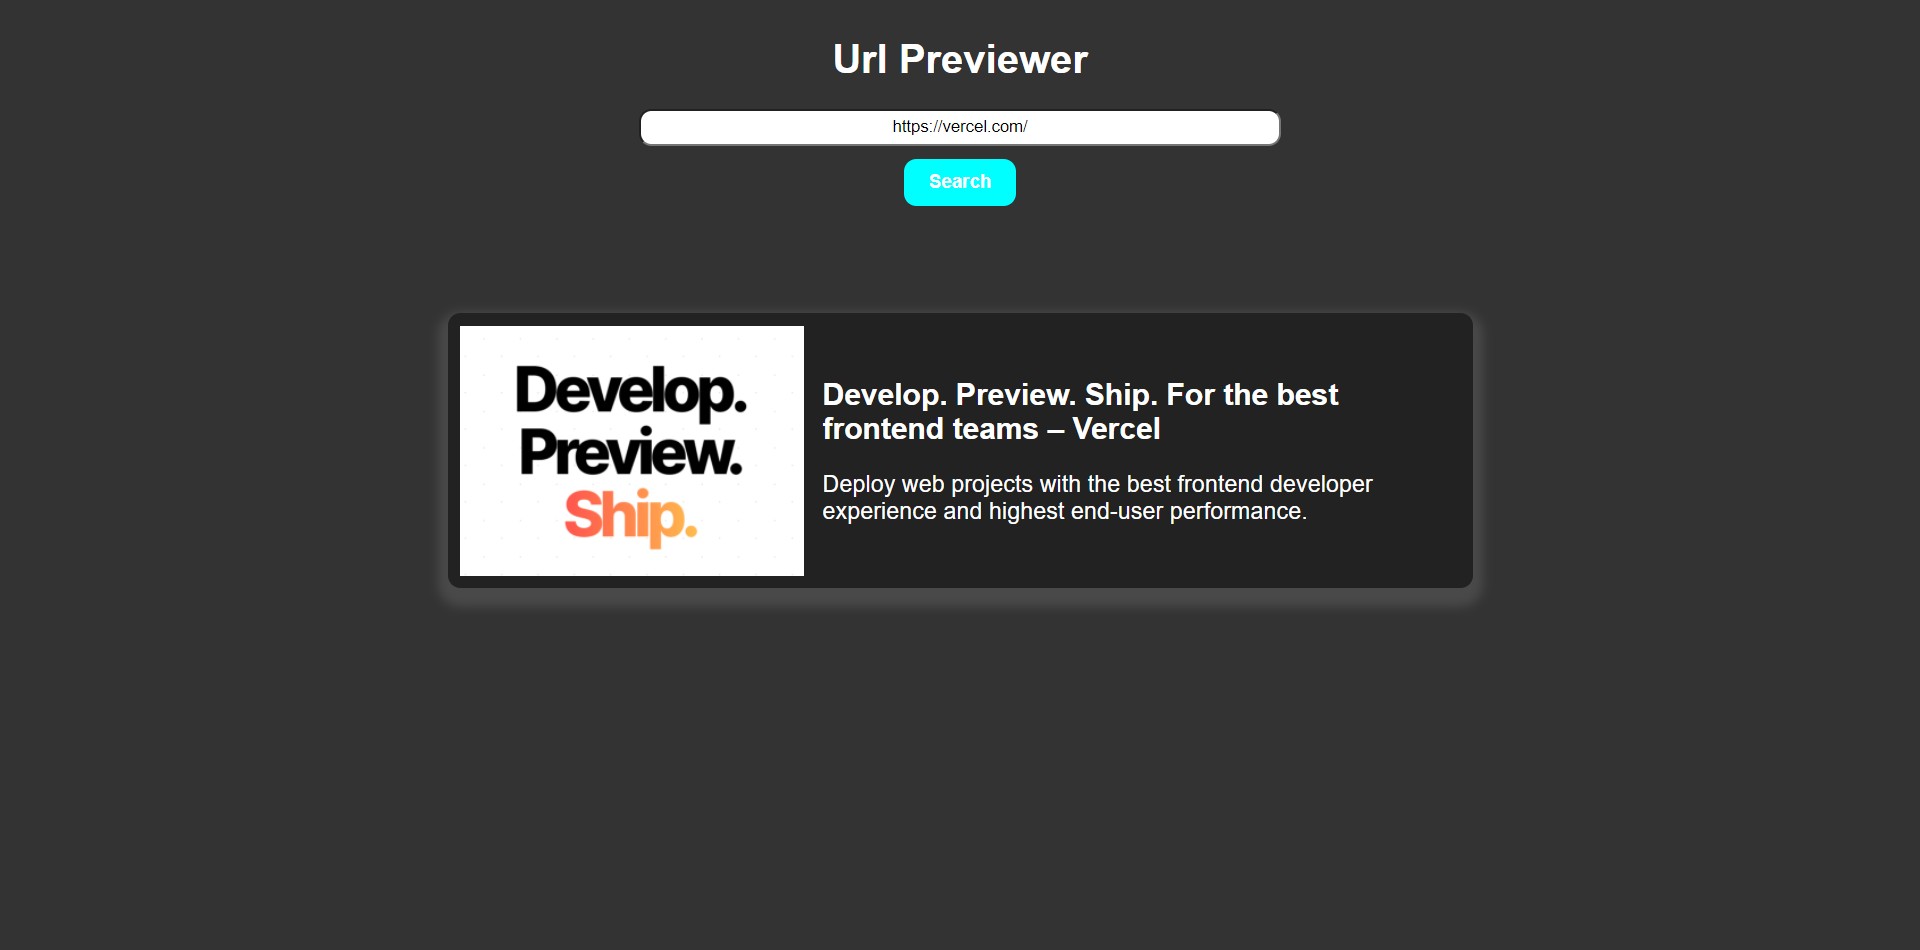 Url Previewer
https://vercel.com/
Search
Develop.
Preview.
Ship.
Develop. Preview. Ship. For the best
frontend teams – Vercel
Deploy web projects with the best frontend developer
experience and highest end-user performance.